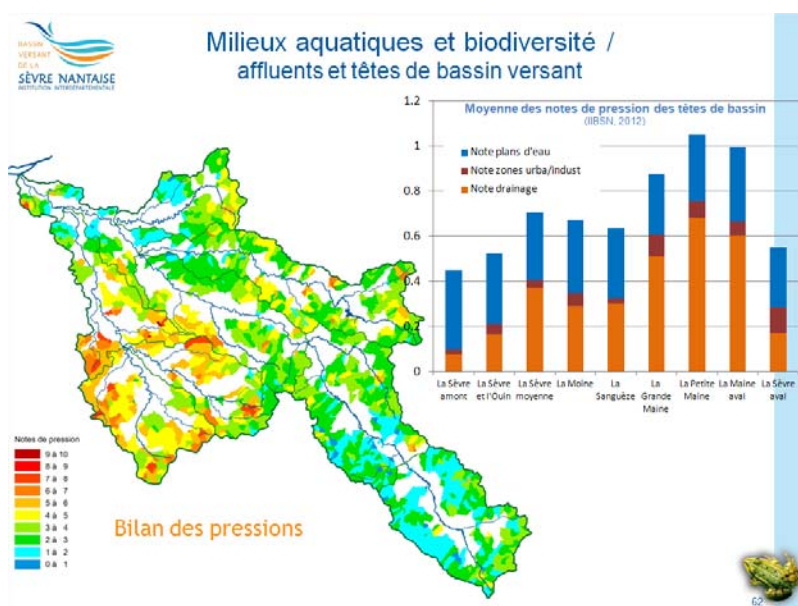 BASSIN
VERSANT
DE LA
SÈVRE NANTAISE
INSTITUTION INTERDÉPARTEMENTALE
Milieux aquatiques et biodiversité /
affluents et têtes de bassin versant
Moyenne des notes de pression des têtes de bassin
(IIBSN, 2012)
Note plans d'eau
Note zones urba/indust
Note drainage
1.2
1
0.8
0.6
0.4
0.2
0
La Sèvre amont
La Sèvre et l'Ouin
La Sèvre moyenne
La Moine
La Sanguèze
La Grande Maine
La Petite Maine
La Maine aval
La Sèvre aval
Notes de pression
9 à 10
8 à 9
7 à 8
6 à 7
5 à 6
4 à 5
3 à 4
2 à 3
1 à 2
0 à 1
Bilan des pressions
62